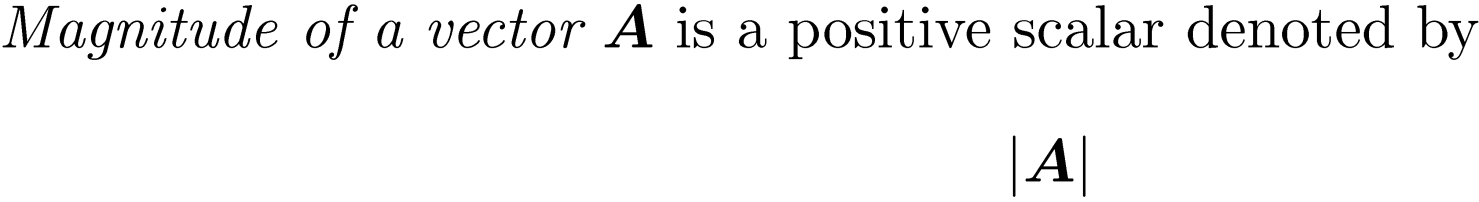 Magnitude of a vector A is a positive scalar denoted by
|A|